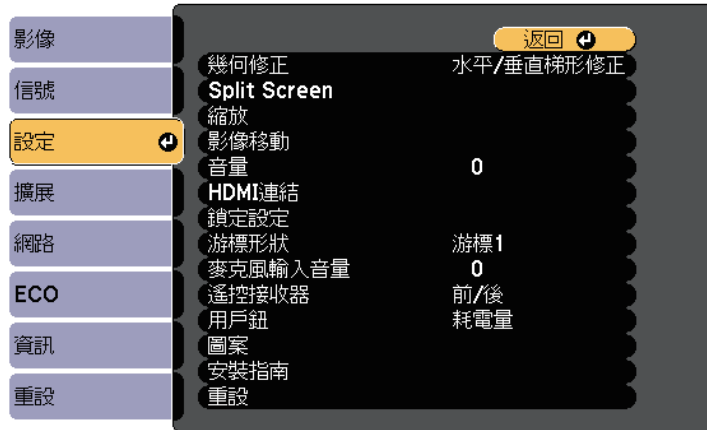 影像
信號
設定
擴展
網路
ECO
資訊
重設
返回
幾何修正 水平/垂直梯形修正
Split Screen
縮放
影像移動
音量 0
HDMI連結
鎖定設定
游標形狀 游標1
麥克風輸入音量 0
遙控接收器 前/後
用戶鈕 耗電量
圖案
安裝指南
重設